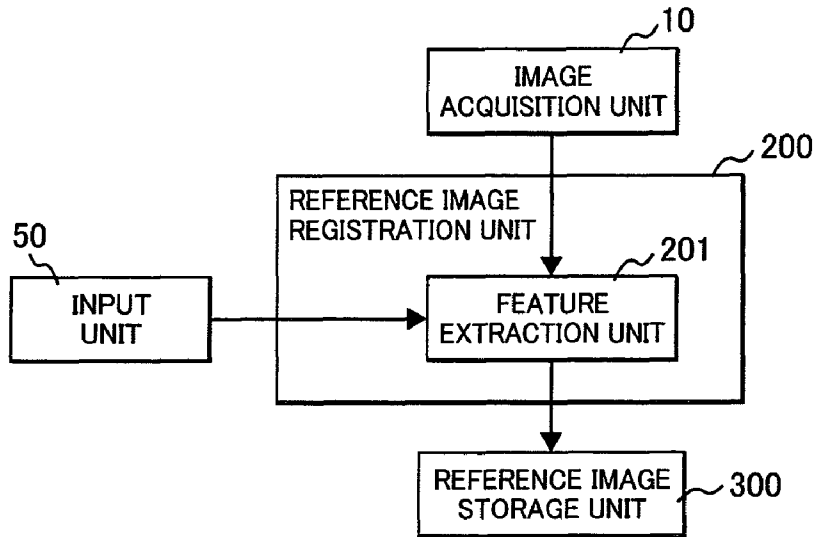 10
IMAGE
ACQUISITION UNIT
200
REFERENCE IMAGE
REGISTRATION UNIT
50
INPUT
UNIT
201
FEATURE
EXTRACTION UNIT
REFERENCE IMAGE
STORAGE UNIT
300